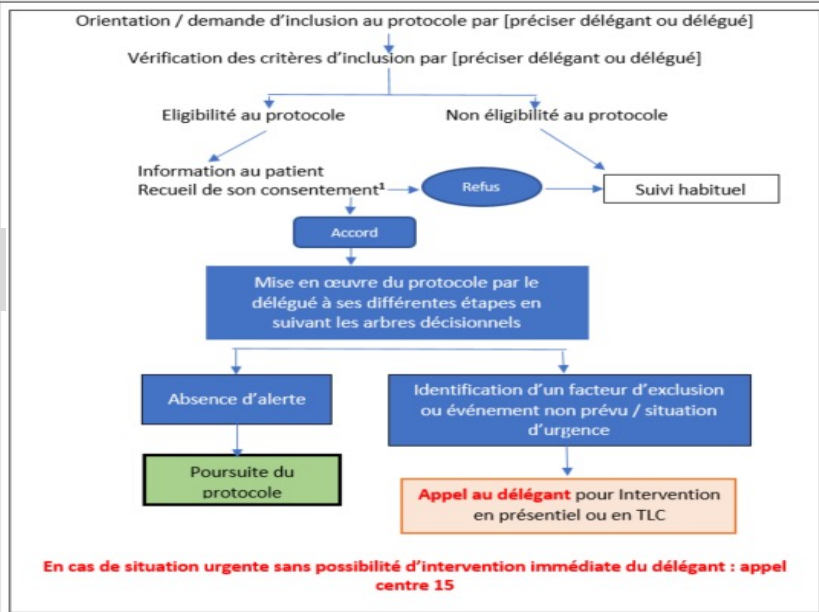 Orientation / demande d'inclusion au protocole par [préciser délégant ou délégué]
Vérification des critères d'inclusion par [préciser délégant ou délégué]
Eligibilité au protocole
Non éligibilité au protocole
Information au patient
Recueil de son consentement¹
Refus
Suivi habituel
Accord
Mise en œuvre du protocole par le
délégué à ses différentes étapes en
suivant les arbres décisionnels
Absence d'alerte
Identification d'un facteur d'exclusion
ou événement non prévu / situation
d'urgence
Poursuite du
protocole
Appel au délégant pour Intervention
en présentiel ou en TLC
En cas de situation urgente sans possibilité d'intervention immédiate du délégant : appel
centre 15